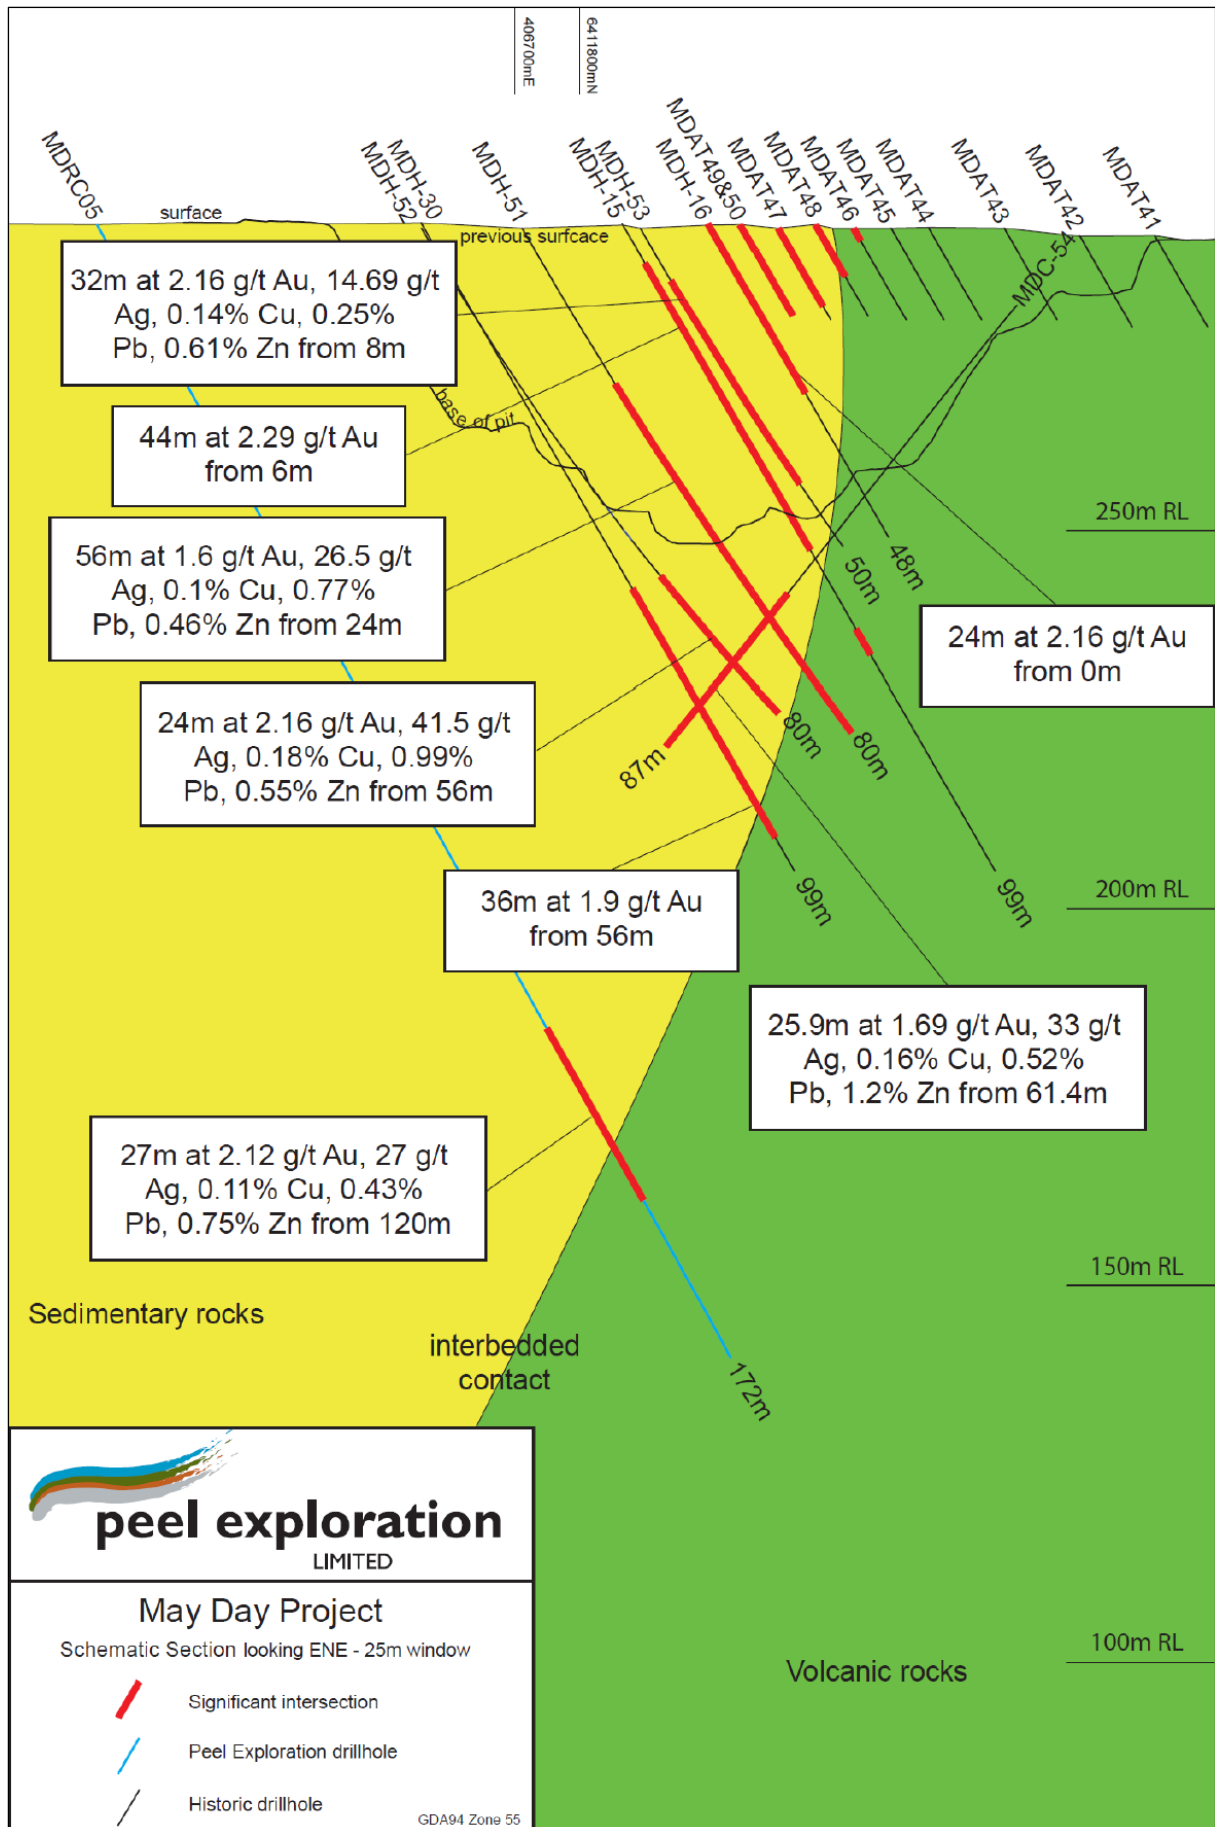 406700mE
6411800mN
MDRC05
MDH-52
MDH-30
MDH-51
MDH-15
MDH-53
MDH-16
MDAT49&50
MDAT47
MDAT48
MDAT46
MDAT45
MDAT44
MDAT43
MDAT42
MDAT41
surface
previous surfcace
MDC-54
32m at 2.16 g/t Au, 14.69 g/t
Ag, 0.14% Cu, 0.25%
Pb, 0.61% Zn from 8m
base of pit
44m at 2.29 g/t Au
from 6m
250m RL
56m at 1.6 g/t Au, 26.5 g/t
Ag, 0.1% Cu, 0.77%
Pb, 0.46% Zn from 24m
50m
48m
24m at 2.16 g/t Au
from 0m
24m at 2.16 g/t Au, 41.5 g/t
Ag, 0.18% Cu, 0.99%
Pb, 0.55% Zn from 56m
87m
80m
80m
36m at 1.9 g/t Au
from 56m
99m
99m
200m RL
25.9m at 1.69 g/t Au, 33 g/t
Ag, 0.16% Cu, 0.52%
Pb, 1.2% Zn from 61.4m
27m at 2.12 g/t Au, 27 g/t
Ag, 0.11% Cu, 0.43%
Pb, 0.75% Zn from 120m
150m RL
Sedimentary rocks
interbedded
contact
172m
peel exploration
LIMITED
May Day Project
Schematic Section looking ENE - 25m window
Significant intersection
Peel Exploration drillhole
Historic drillhole
GDA94 Zone 55
100m RL
Volcanic rocks